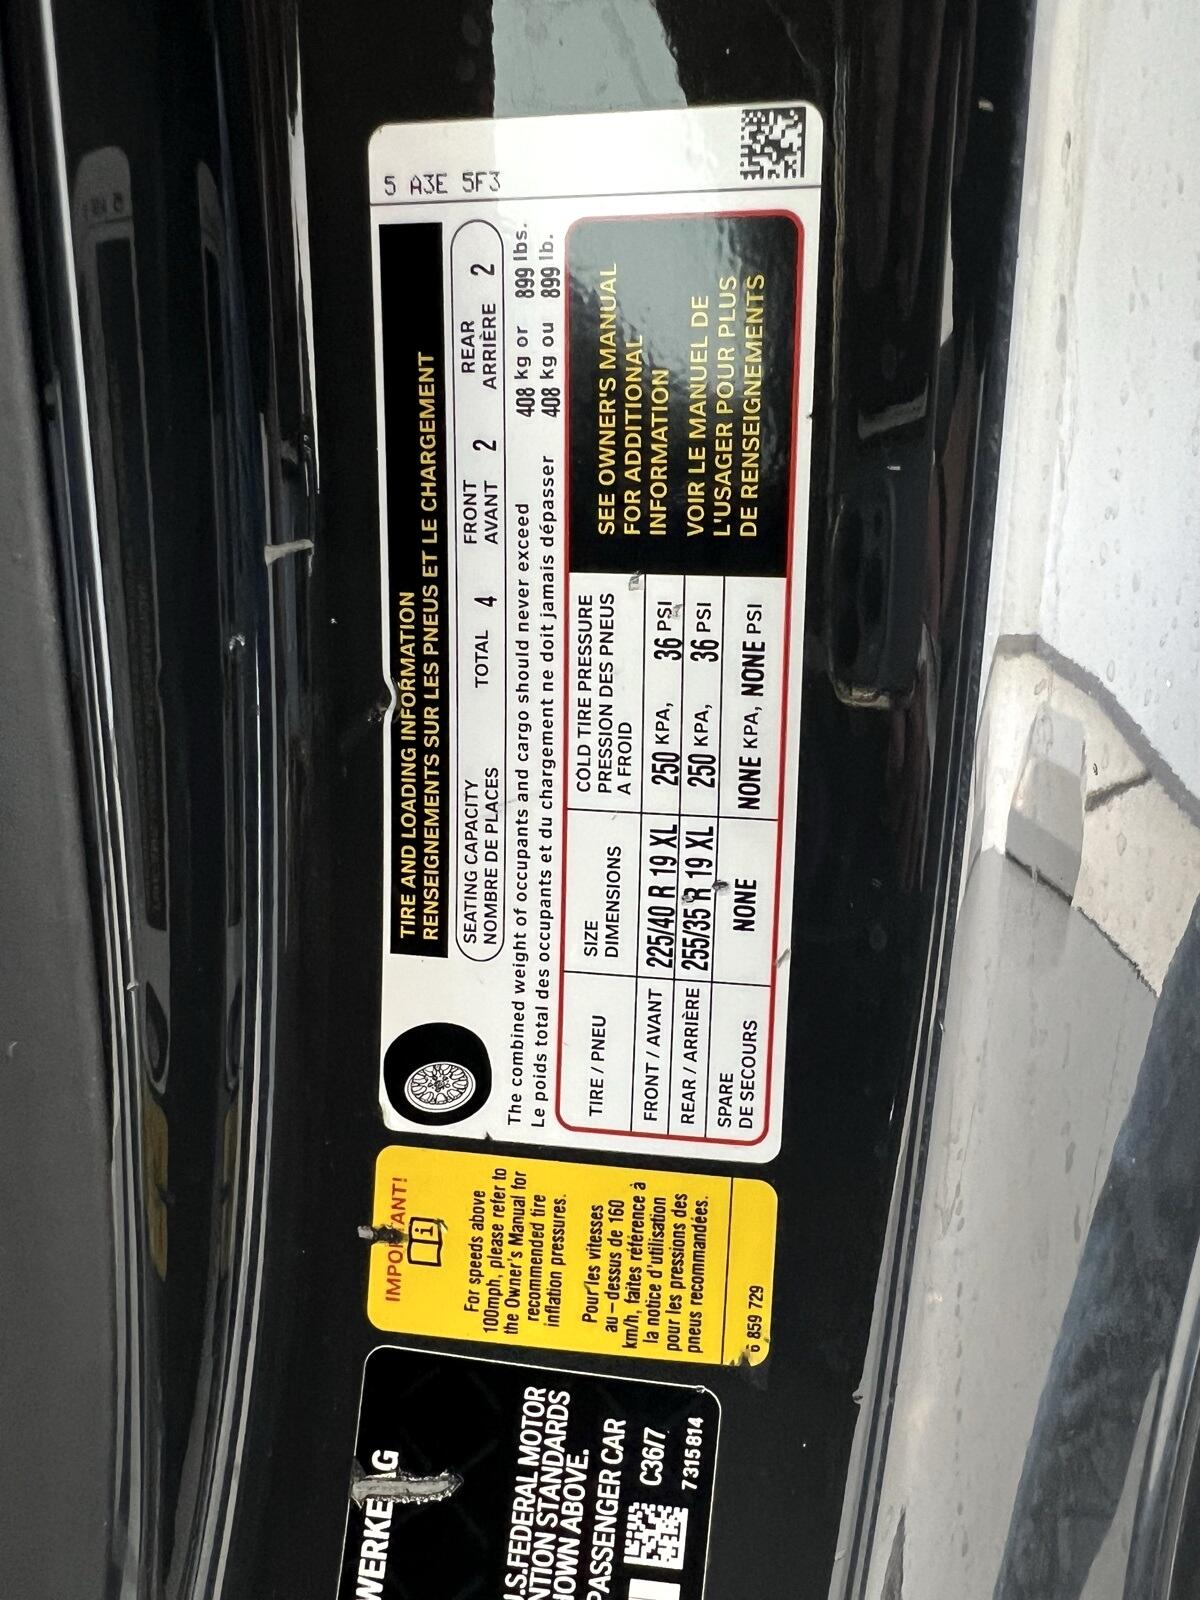 5 A3E 5F3
TIRE AND LOADING INFORMATION
RENSEIGNEMENTS SUR LES PNEUS ET LE CHARGEMENT
SEATING CAPACITY TOTAL 4 FRONT 2 REAR 2
NOMBRE DE PLACES AVANT ARRIÈRE
The combined weight of occupants and cargo should never exceed 408 kg or 899 lbs.
Le poids total des occupants et du chargement ne doit jamais dépasser 408 kg ou 899 lb.
TIRE / PNEU
SIZE
DIMENSIONS
COLD TIRE PRESSURE
PRESSION DES PNEUS
A FROID
FRONT / AVANT 225/40 R 19 XL 250 KPA, 36 PSI
REAR / ARRIÈRE 255/35 R 19 XL 250 KPA, 36 PSI
SPARE
DE SECOURS NONE NONE KPA, NONE PSI
SEE OWNER'S MANUAL
FOR ADDITIONAL
INFORMATION
VOIR LE MANUEL DE
L'USAGER POUR PLUS
DE RENSEIGNEMENTS
IMPORTANT!
For speeds above
100mph, please refer to
the Owner's Manual for
recommended tire
inflation pressures.
Pour les vitesses
au-dessus de 160
km/h, faites référence à
la notice d'utilisation
pour les pressions des
pneus recommandées.
6 859 729
WERKE AG
U.S.FEDERAL MOTOR
NTION STANDARDS
HOWN ABOVE.
PASSENGER CAR
C36/7
7 315 814